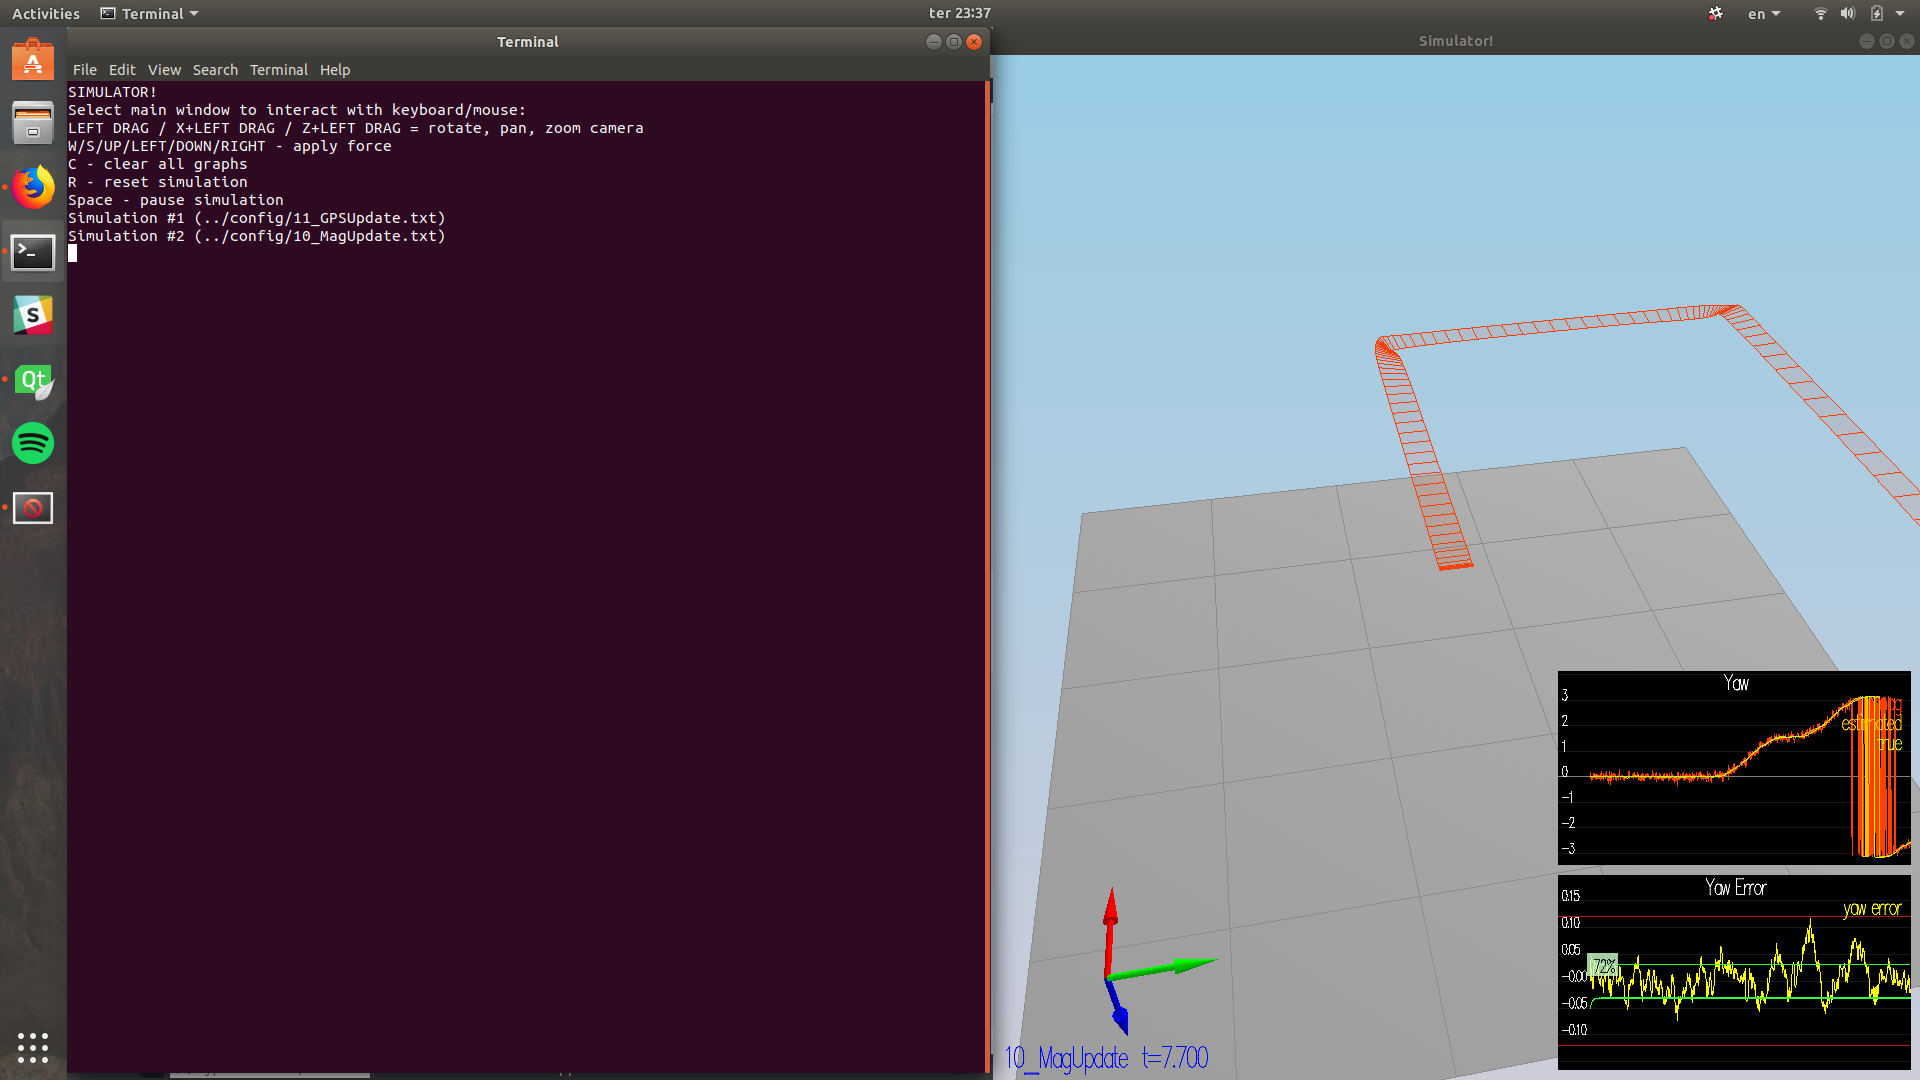 Activities
Terminal
ter 23:37
en
Terminal
Simulator!
File Edit View Search Terminal Help
SIMULATOR!
Select main window to interact with keyboard/mouse:
LEFT DRAG / X+LEFT DRAG / Z+LEFT DRAG = rotate, pan, zoom camera
W/S/UP/LEFT/DOWN/RIGHT - apply force
C - clear all graphs
R - reset simulation
Space - pause simulation
Simulation #1 (../config/11_GPSUpdate.txt)
Simulation #2 (../config/10_MagUpdate.txt)
S
Qt
Yaw
3
2
1
0
-1
-2
-3
estimated
true
Yaw Error
yaw error
0.15
0.10
0.05
-0.00
-0.05
-0.10
72%
10_MagUpdate t=7.700